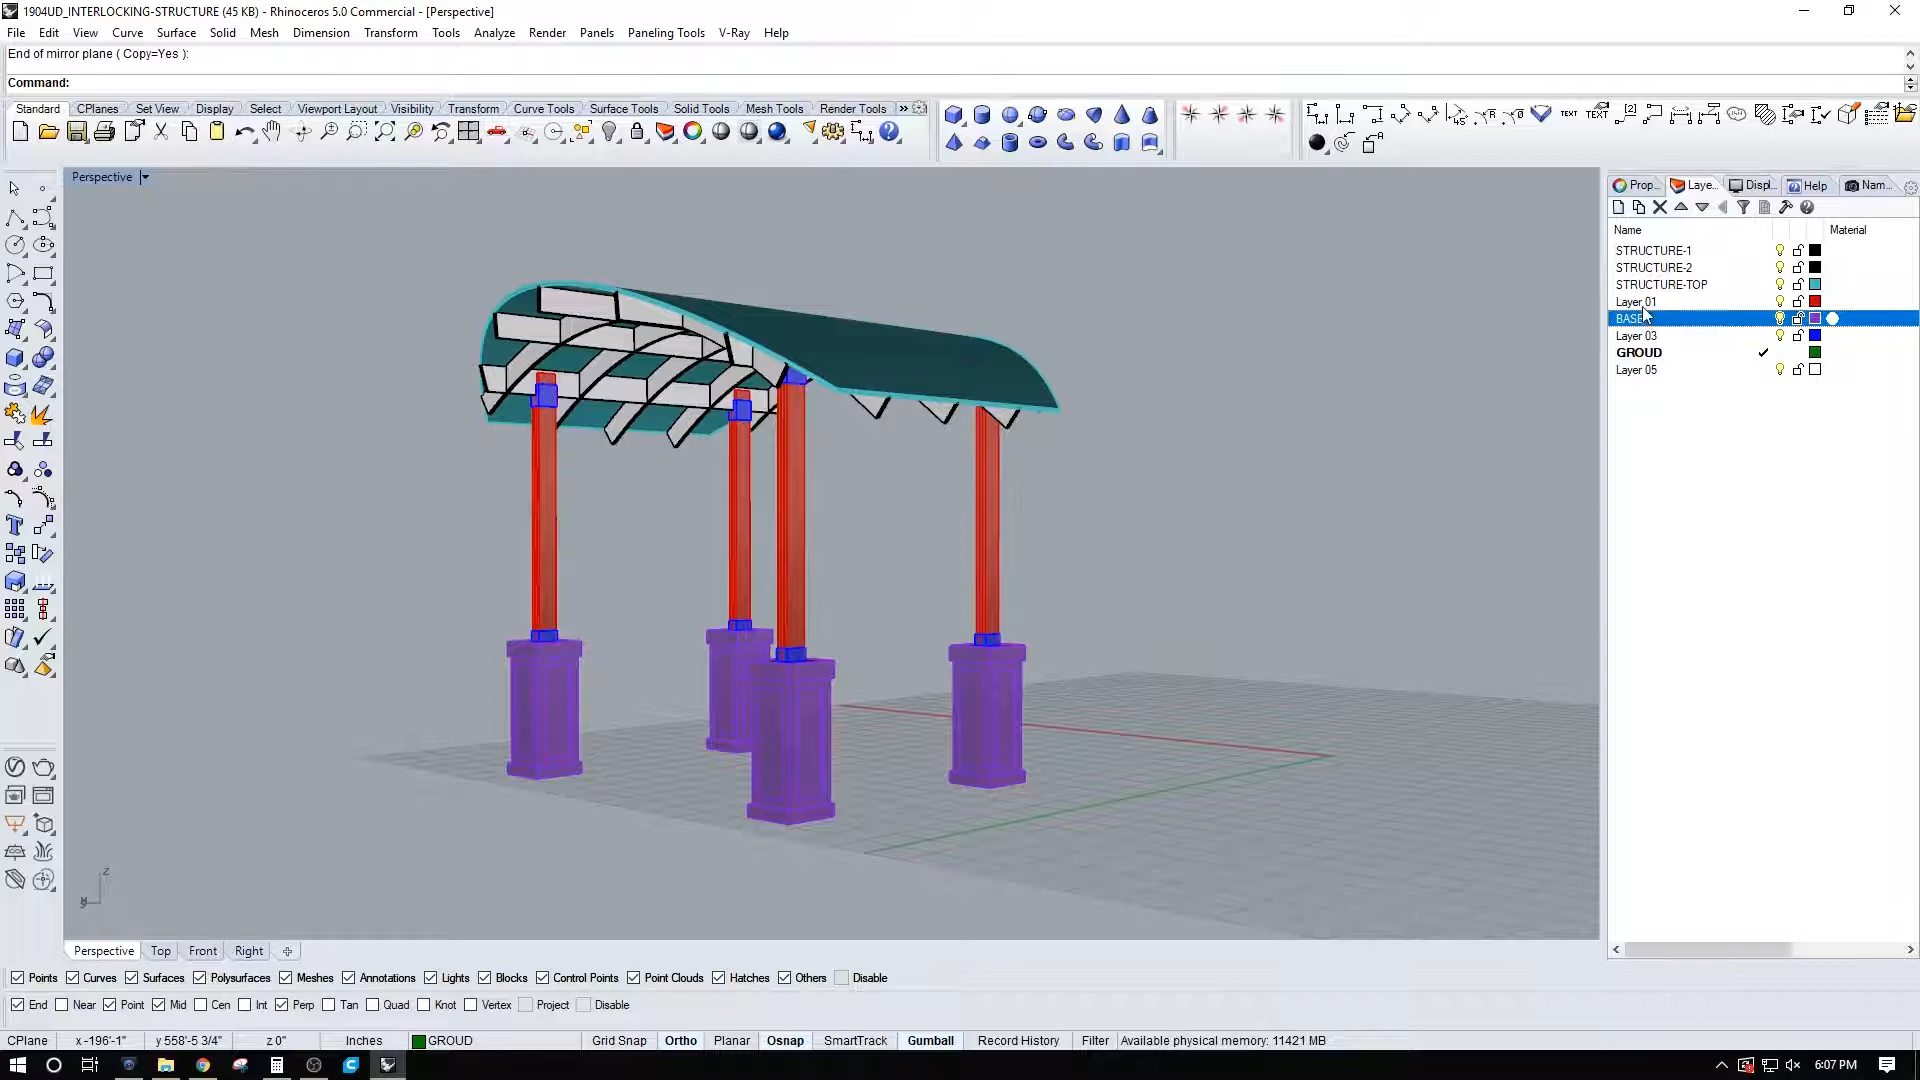 1904UD_INTERLOCKING-STRUCTURE (45 KB) - Rhinoceros 5.0 Commercial - [Perspective]
File Edit View Curve Surface Solid Mesh Dimension Transform Tools Analyze Render Panels Paneling Tools V-Ray Help
End of mirror plane ( Copy=Yes ):
Command:
Standard CPlanes Set View Display Select Viewport Layout Visibility Transform Curve Tools Surface Tools Solid Tools Mesh Tools Render Tools »
TEXT TEXT
Perspective
Prop... Laye... Displ... Help Nam...
Name Material
STRUCTURE-1
STRUCTURE-2
STRUCTURE-TOP
Layer 01
BASE
Layer 03
GROUD
Layer 05
z
Perspective Top Front Right
Points Curves Surfaces Polysurfaces Meshes Annotations Lights Blocks Control Points Point Clouds Hatches Others Disable
End Near Point Mid Cen Int Perp Tan Quad Knot Vertex Project Disable
CPlane x -196'-1" y 558'-5 3/4" z 0" Inches GROUD Grid Snap Ortho Planar Osnap SmartTrack Gumball Record History Filter Available physical memory: 11421 MB
6:07 PM